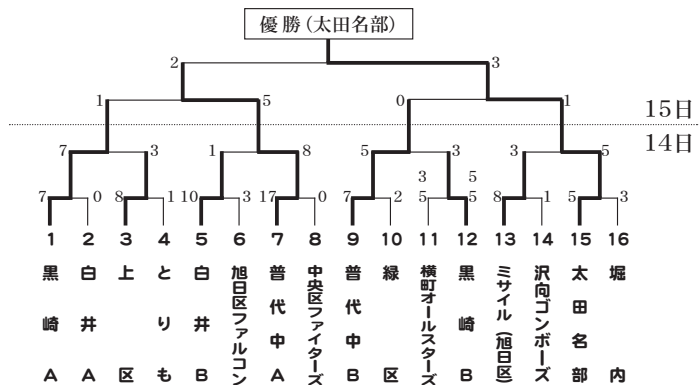 優勝(太田名部)
2 3
1 5 0 1
15日
14日
7 3 1 8 5 3 3 5
3 5
7 0 8 1 10 3 17 0 7 2 5 5 8 1 5 3
1 2 3 4 5 6 7 8 9 10 11 12 13 14 15 16
黒崎A
白井A
上区
とりも
白井B
旭日区ファルコン
普代中A
中央区ファイターズ
普代中B
緑区
横町オールスターズ
黒崎B
ミサイル(旭日区)
沢向ゴンボーズ
太田名部
堀内